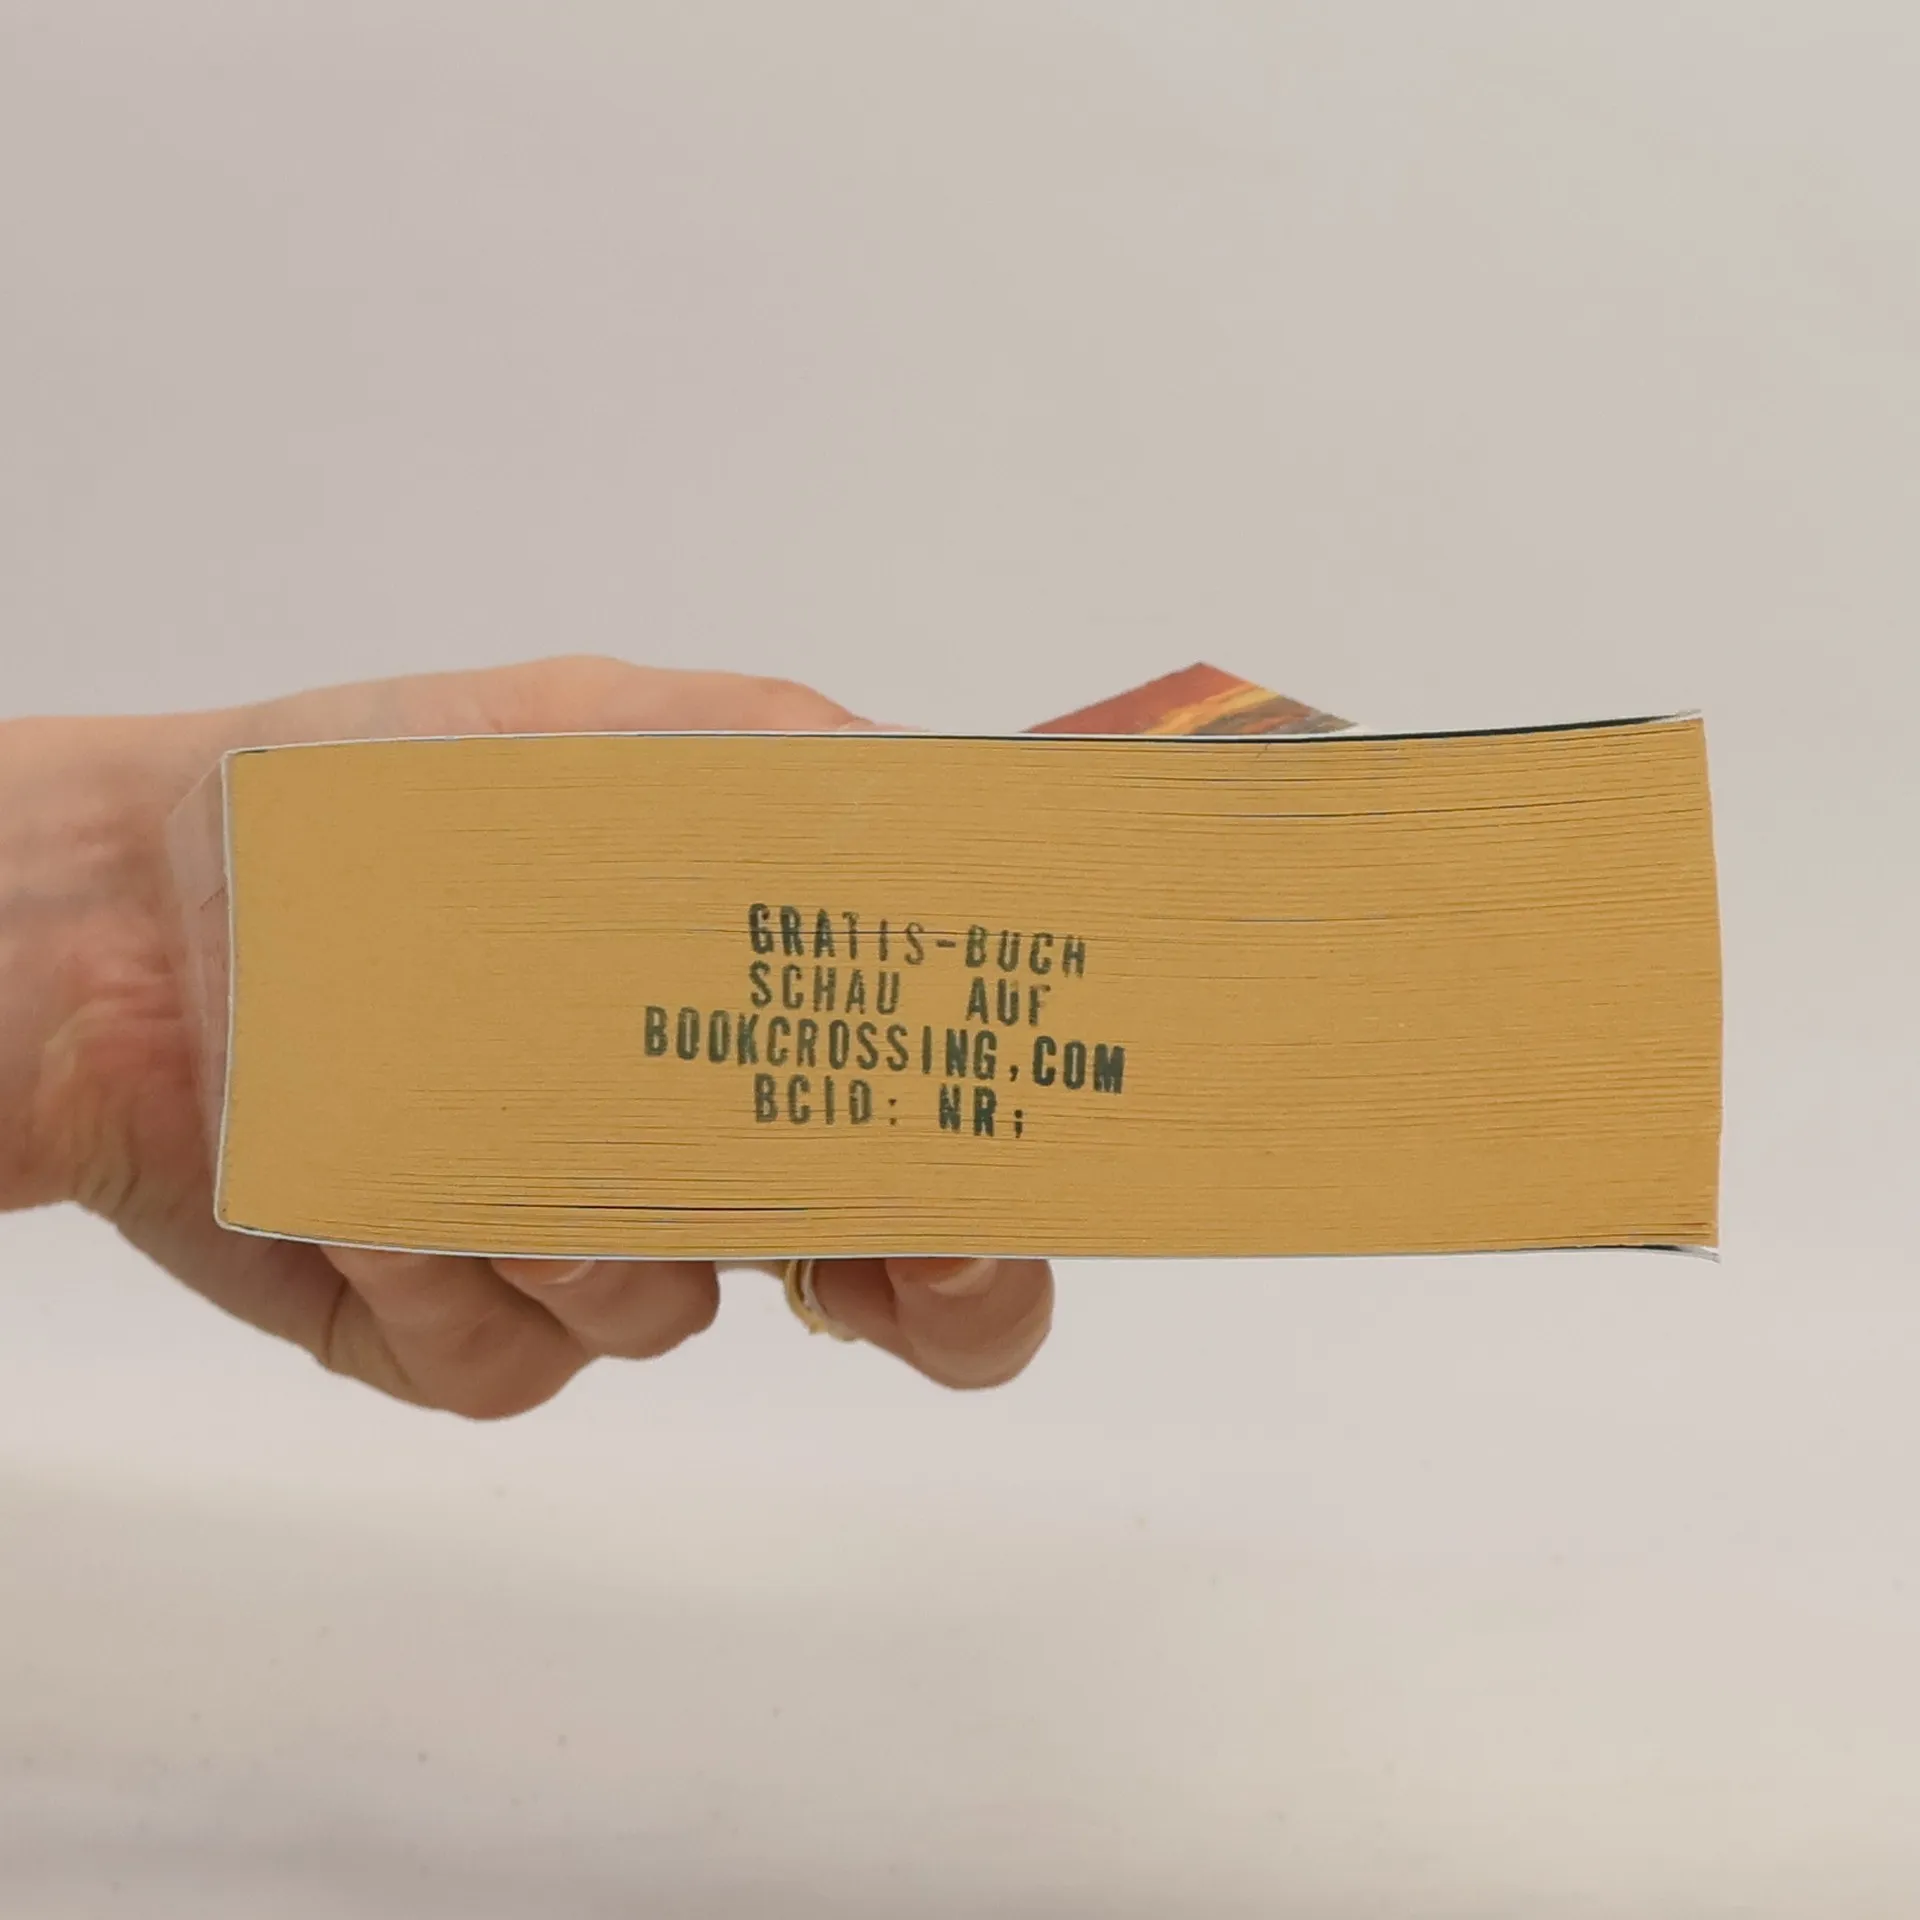 GRATIS-BUCH
SCHAU AUF
BOOKCROSSING,COM
BCID: NR;